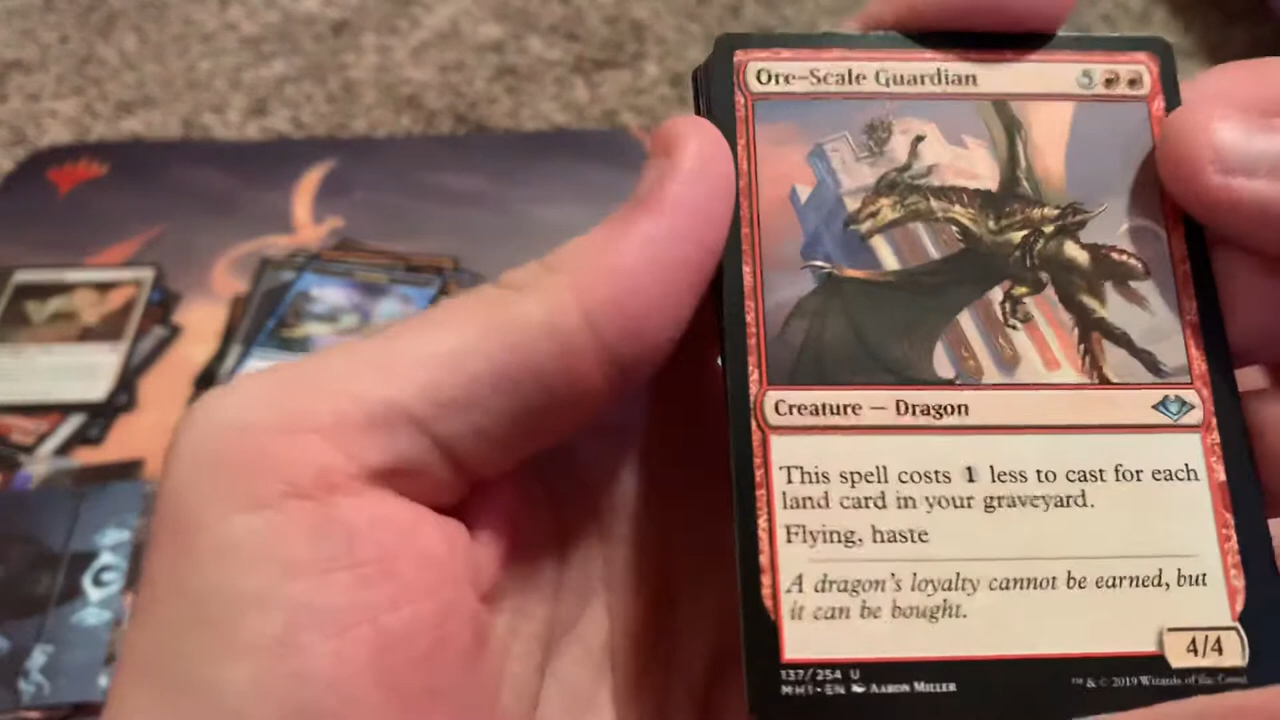 Ore-Scale Guardian 5
Creature — Dragon
This spell costs 1 less to cast for each
land card in your graveyard.
Flying, haste
A dragon's loyalty cannot be earned, but
it can be bought.
4/4
137/254 U
MH1 • EN AARON MILLER
™ & © 2019 Wizards of the Coast